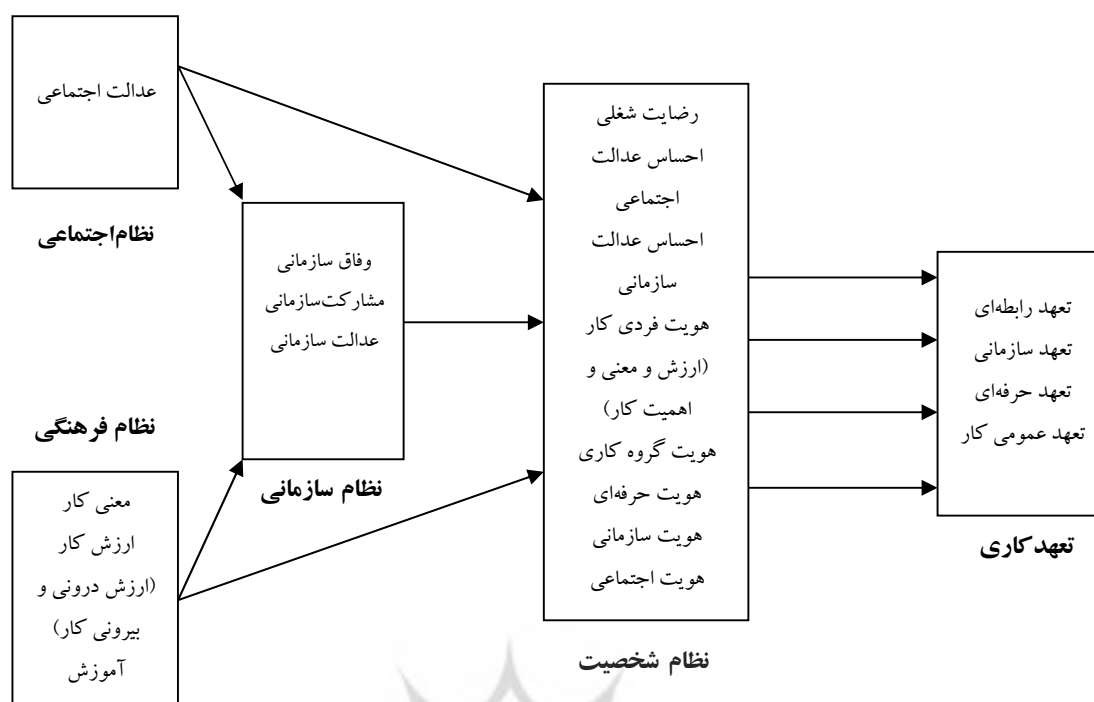 عدالت اجتماعی
نظام‌اجتماعی
وفاق سازمانی
مشارکت‌سازمانی
عدالت سازمانی
نظام سازمانی
نظام فرهنگی
معنی کار
ارزش کار
(ارزش درونی و
بیرونی کار)
آموزش
رضایت شغلی
احساس عدالت
اجتماعی
احساس عدالت
سازمانی
هویت فردی کار
(ارزش و معنی و
اهمیت کار)
هویت گروه کاری
هویت حرفه‌ای
هویت سازمانی
هویت اجتماعی
نظام شخصیت
تعهد رابطه‌ای
تعهد سازمانی
تعهد حرفه‌ای
تعهد عمومی کار
تعهد کاری